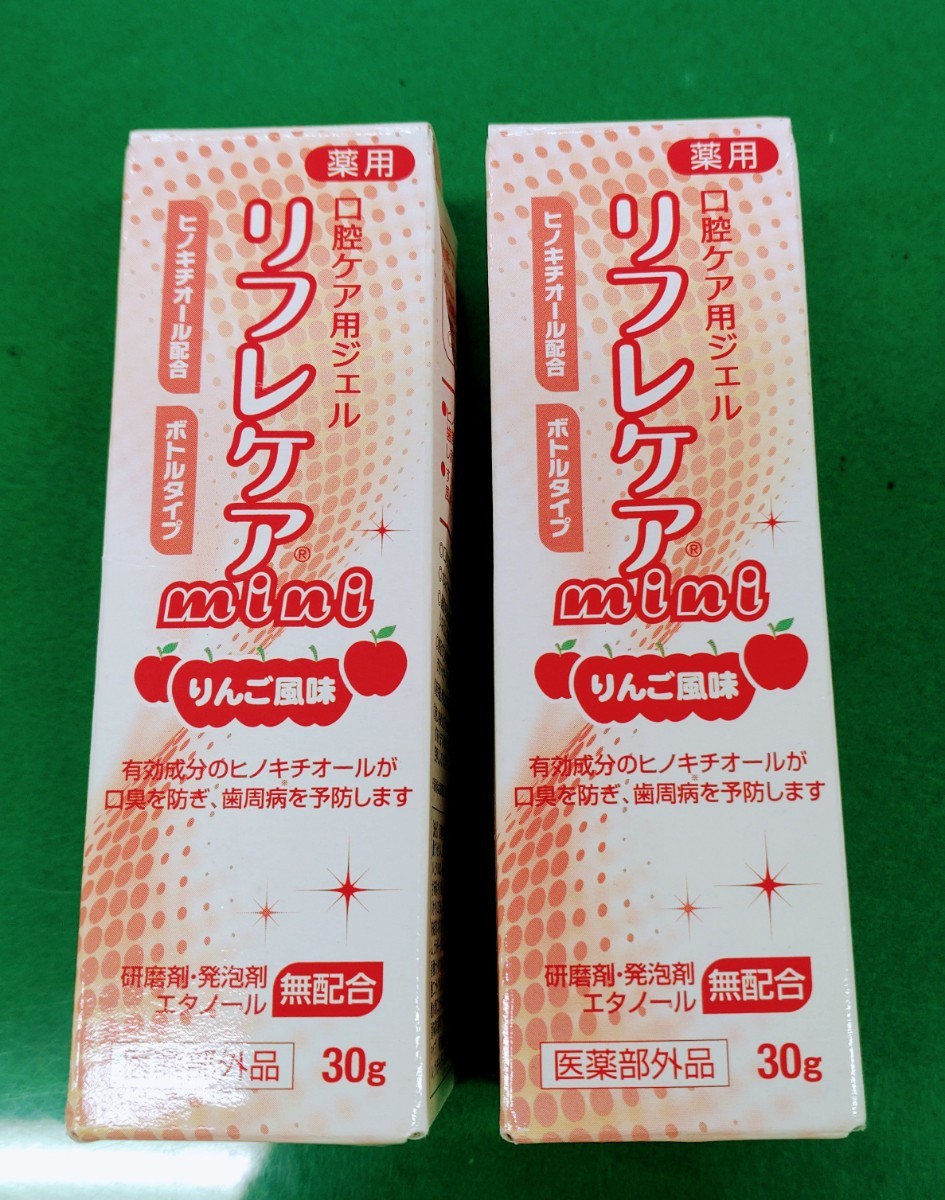 薬用
口腔ケア用ジェル
リフレケア®
mini
ヒノキチオール配合
ボトルタイプ
りんご風味
有効成分のヒノキチオールが
口臭を防ぎ、歯周病※を予防します
研磨剤・発泡剤
エタノール
無配合
医薬部外品
30g
薬用
口腔ケア用ジェル
リフレケア®
mini
ヒノキチオール配合
ボトルタイプ
りんご風味
有効成分のヒノキチオールが
口臭を防ぎ、歯周病※を予防します
研磨剤・発泡剤
エタノール
無配合
医薬部外品
30g